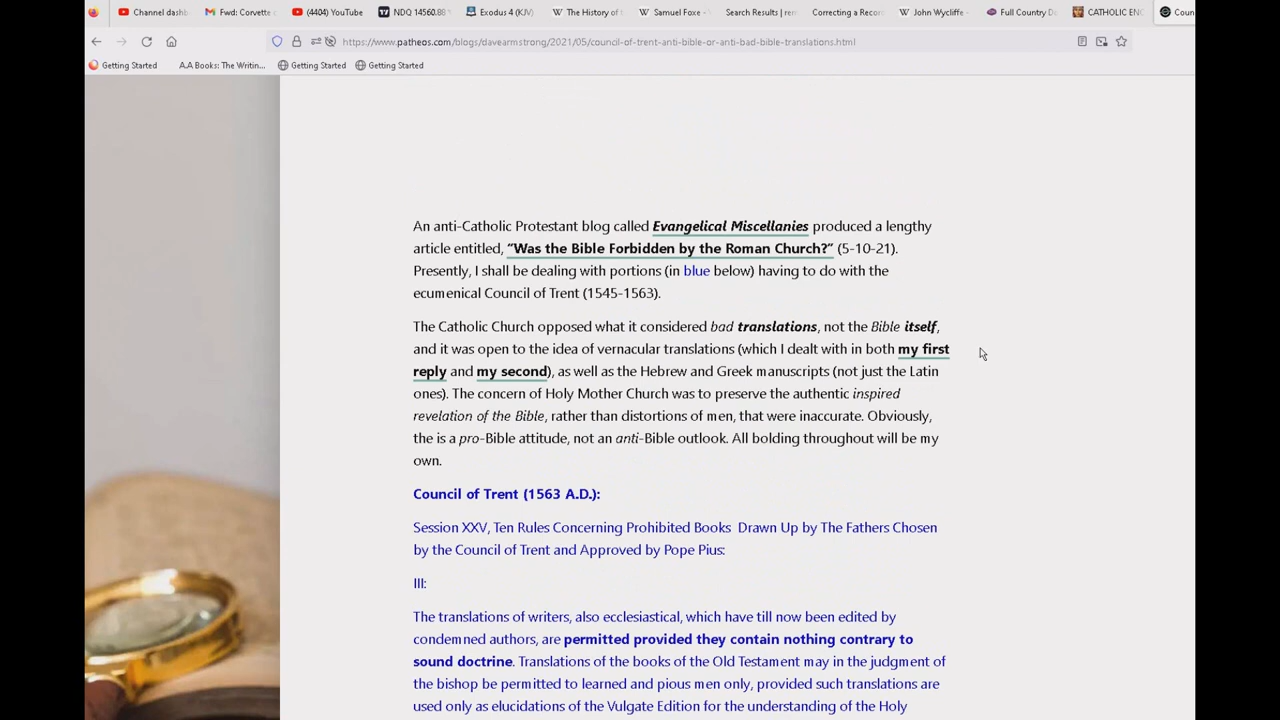 Channel dashb
Fwd: Corvette
(4404) YouTube
NDQ 14560.88
Exodus 4 (KJV)
The History of
Samuel Foxe -
Search Results | ren
Correcting a Recor
John Wycliffe -
Full Country D
CATHOLIC ENC
Coun
https://www.patheos.com/blogs/davearmstrong/2021/05/council-of-trent-anti-bible-or-anti-bad-bible-translations.html
Getting Started
A.A Books: The Writin...
Getting Started
Getting Started
An anti-Catholic Protestant blog called Evangelical Miscellanies produced a lengthy
article entitled, “Was the Bible Forbidden by the Roman Church?” (5-10-21).
Presently, I shall be dealing with portions (in blue below) having to do with the
ecumenical Council of Trent (1545-1563).
The Catholic Church opposed what it considered bad translations, not the Bible itself,
and it was open to the idea of vernacular translations (which I dealt with in both my first
reply and my second), as well as the Hebrew and Greek manuscripts (not just the Latin
ones). The concern of Holy Mother Church was to preserve the authentic inspired
revelation of the Bible, rather than distortions of men, that were inaccurate. Obviously,
the is a pro-Bible attitude, not an anti-Bible outlook. All bolding throughout will be my
own.
Council of Trent (1563 A.D.):
Session XXV, Ten Rules Concerning Prohibited Books Drawn Up by The Fathers Chosen
by the Council of Trent and Approved by Pope Pius:
III:
The translations of writers, also ecclesiastical, which have till now been edited by
condemned authors, are permitted provided they contain nothing contrary to
sound doctrine. Translations of the books of the Old Testament may in the judgment of
the bishop be permitted to learned and pious men only, provided such translations are
used only as elucidations of the Vulgate Edition for the understanding of the Holy